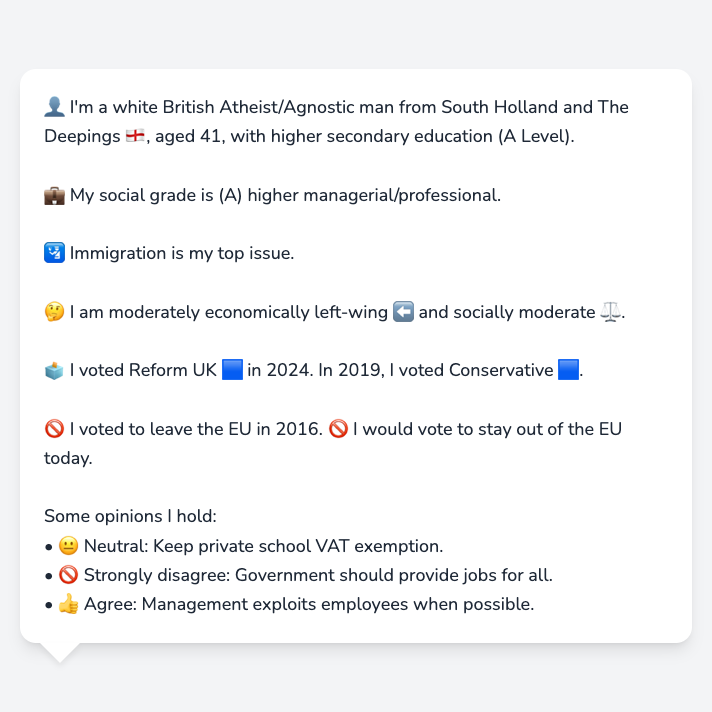 👤 I'm a white British Atheist/Agnostic man from South Holland and The
Deepings 🏴󠁧󠁢󠁥󠁮󠁧󠁿, aged 41, with higher secondary education (A Level).
💼 My social grade is (A) higher managerial/professional.
🛂 Immigration is my top issue.
🤔 I am moderately economically left-wing ⬅️ and socially moderate ⚖️.
🗳️ I voted Reform UK 🟦 in 2024. In 2019, I voted Conservative 🟦.
🚫 I voted to leave the EU in 2016. 🚫 I would vote to stay out of the EU
today.
Some opinions I hold:
• 😐 Neutral: Keep private school VAT exemption.
• 🚫 Strongly disagree: Government should provide jobs for all.
• 👍 Agree: Management exploits employees when possible.